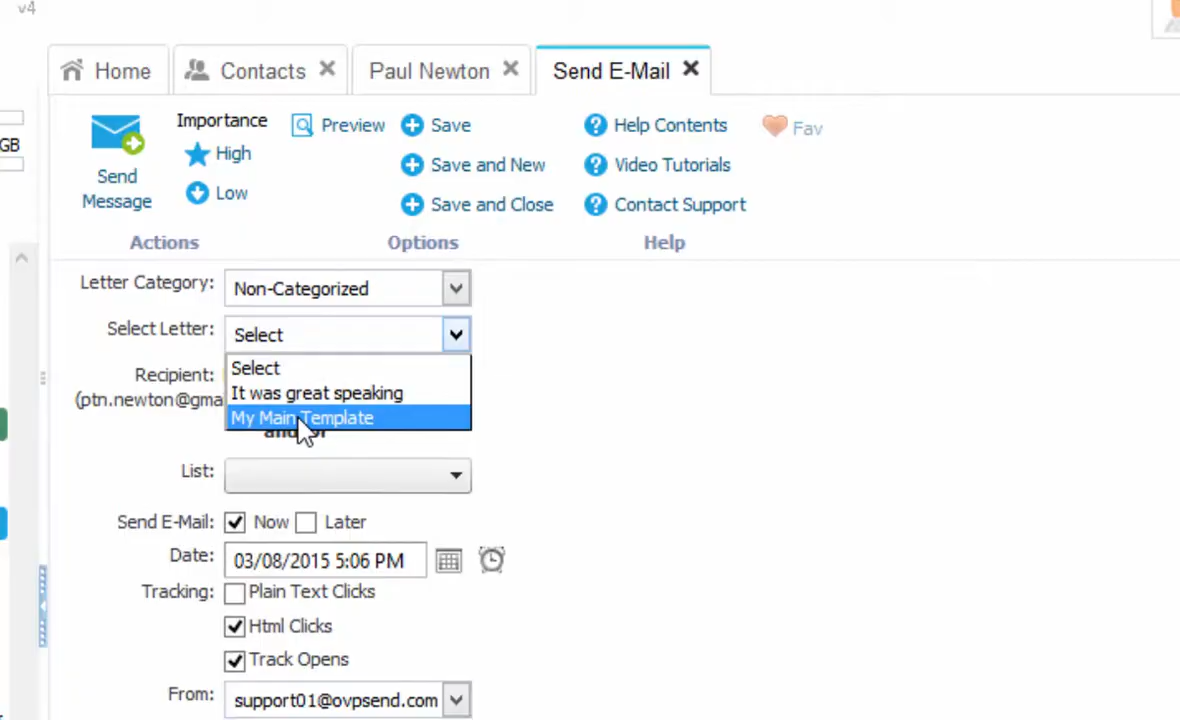 v4
Home
Contacts
Paul Newton
Send E-Mail
GB
Send
Message
Importance
High
Low
Preview
Save
Save and New
Save and Close
Help Contents
Video Tutorials
Contact Support
Fav
Actions
Options
Help
Letter Category: Non-Categorized
Select Letter: Select
Select
It was great speaking
My Main Template
Recipient:
(ptn.newton@gma
and/or
List:
Send E-Mail: Now Later
Date: 03/08/2015 5:06 PM
Tracking: Plain Text Clicks
Html Clicks
Track Opens
From: support01@ovpsend.com